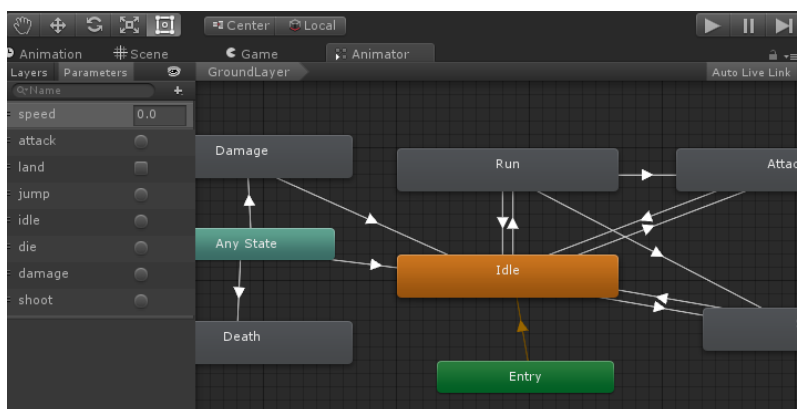 Center Local
Animation Scene Game Animator
Layers Parameters GroundLayer Auto Live Link
Name
speed 0.0
attack
land
jump
idle
die
damage
shoot
Damage
Run
Attac
Any State
Idle
Death
Entry